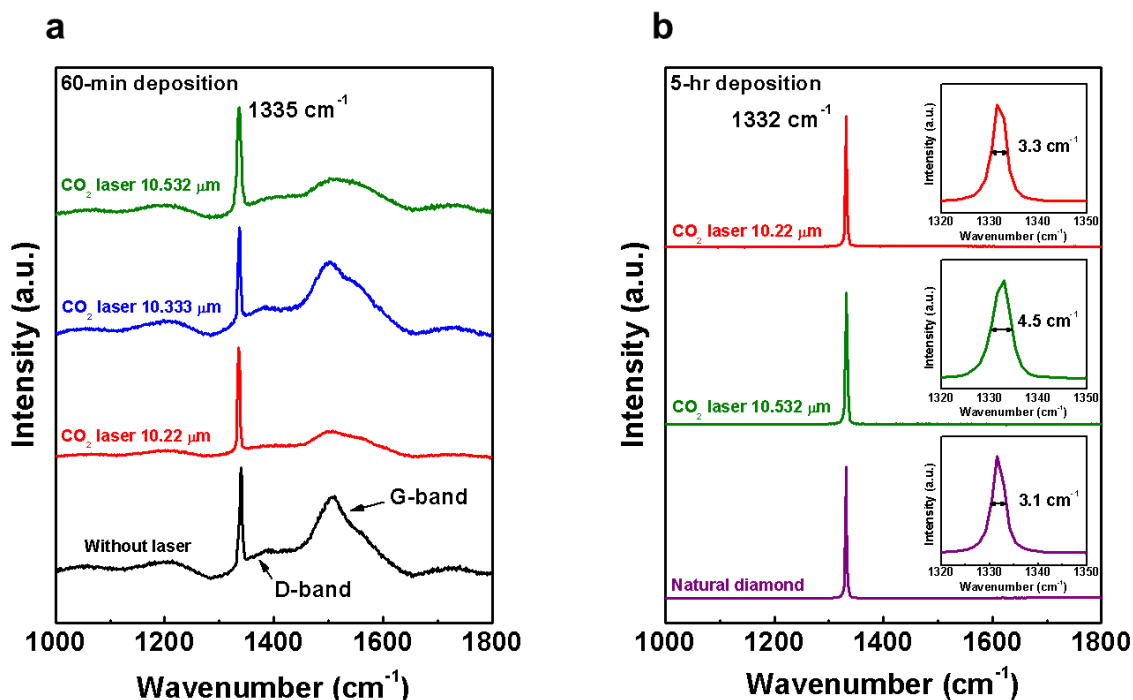 a
60-min deposition
1335 cm⁻¹
CO₂ laser 10.532 μm
CO₂ laser 10.333 μm
CO₂ laser 10.22 μm
G-band
Without laser
D-band
Intensity (a.u.)
1000 1200 1400 1600 1800
Wavenumber (cm⁻¹)
b
5-hr deposition
1332 cm⁻¹
CO₂ laser 10.22 μm
Intensity (a.u.)
3.3 cm⁻¹
1320 1330 1340 1350
Wavenumber (cm⁻¹)
CO₂ laser 10.532 μm
Intensity (a.u.)
4.5 cm⁻¹
1320 1330 1340 1350
Wavenumber (cm⁻¹)
Natural diamond
Intensity (a.u.)
3.1 cm⁻¹
1320 1330 1340 1350
Wavenumber (cm⁻¹)
Intensity (a.u.)
1000 1200 1400 1600 1800
Wavenumber (cm⁻¹)